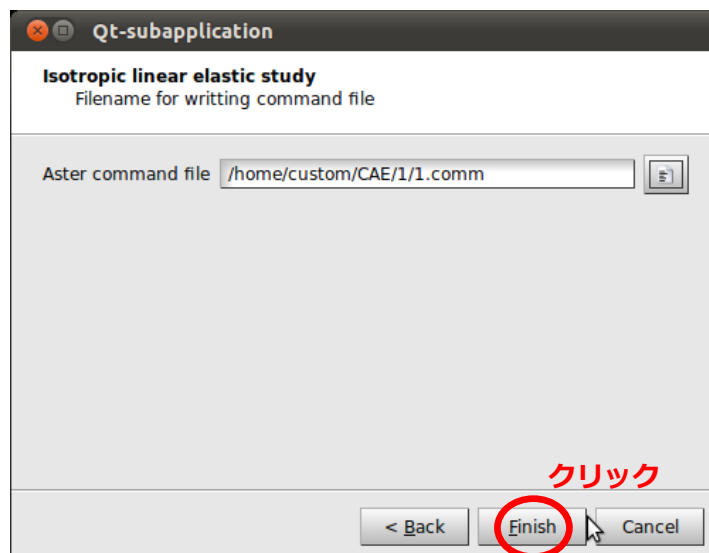 Qt-subapplication
Isotropic linear elastic study
Filename for writting command file
Aster command file /home/custom/CAE/1/1.comm
クリック
< Back Finish Cancel